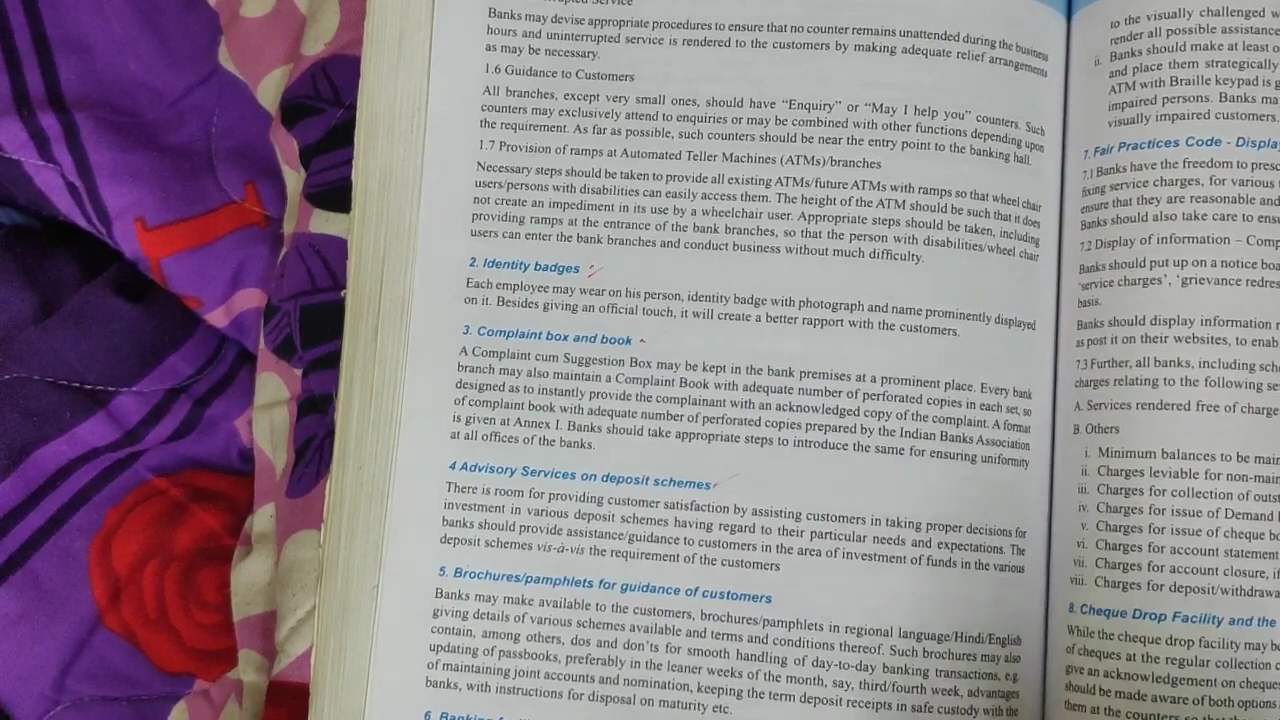 Service
Banks may devise appropriate procedures to ensure that no counter remains unattended during the business
hours and uninterrupted service is rendered to the customers by making adequate relief arrangements
as may be necessary.
1.6 Guidance to Customers
All branches, except very small ones, should have “Enquiry” or “May I help you” counters. Such
counters may exclusively attend to enquiries or may be combined with other functions depending upon
the requirement. As far as possible, such counters should be near the entry point to the banking hall.
1.7 Provision of ramps at Automated Teller Machines (ATMs)/branches
Necessary steps should be taken to provide all existing ATMs/future ATMs with ramps so that wheel chair
users/persons with disabilities can easily access them. The height of the ATM should be such that it does
not create an impediment in its use by a wheelchair user. Appropriate steps should be taken, including
providing ramps at the entrance of the bank branches, so that the person with disabilities/wheel chair
users can enter the bank branches and conduct business without much difficulty.
2. Identity badges
Each employee may wear on his person, identity badge with photograph and name prominently displayed
on it. Besides giving an official touch, it will create a better rapport with the customers.
3. Complaint box and book
A Complaint cum Suggestion Box may be kept in the bank premises at a prominent place. Every bank
branch may also maintain a Complaint Book with adequate number of perforated copies in each set, so
designed as to instantly provide the complainant with an acknowledged copy of the complaint. A format
of complaint book with adequate number of perforated copies prepared by the Indian Banks Association
is given at Annex I. Banks should take appropriate steps to introduce the same for ensuring uniformity
at all offices of the banks.
4 Advisory Services on deposit schemes
There is room for providing customer satisfaction by assisting customers in taking proper decisions for
investment in various deposit schemes having regard to their particular needs and expectations. The
banks should provide assistance/guidance to customers in the area of investment of funds in the various
deposit schemes vis-à-vis the requirement of the customers
5. Brochures/pamphlets for guidance of customers
Banks may make available to the customers, brochures/pamphlets in regional language/Hindi/English
giving details of various schemes available and terms and conditions thereof. Such brochures may also
contain, among others, dos and don'ts for smooth handling of day-to-day banking transactions, e.g.
updating of passbooks, preferably in the leaner weeks of the month, say, third/fourth week, advantages
of maintaining joint accounts and nomination, keeping the term deposit receipts in safe custody with the
banks, with instructions for disposal on maturity etc.
6. Banking
to the visually challenged
render all possible assistance
ii. Banks should make at least
and place them strategically
ATM with Braille keypad is
impaired persons. Banks
visually impaired customers.
7. Fair Practices Code -
7.1 Banks have the freedom to
fixing service charges, for various
ensure that they are reasonable and
Banks should also take care to
7.2 Display of information –
Banks should put up on a notice
‘service charges’, ‘grievance
basis.
Banks should display information
as post it on their websites, to
7.3 Further, all banks, including
charges relating to the following
A. Services rendered free of charge
B. Others
i. Minimum balances to be
ii. Charges leviable for
iii. Charges for collection of
iv. Charges for issue of Demand
v. Charges for issue of cheque
vi. Charges for account statement
vii. Charges for account closure,
viii. Charges for
8. Cheque Drop Facility and the
While the cheque drop facility may
of cheques at the regular collection
give an acknowledgement on
should be made aware of both options
them at the counters